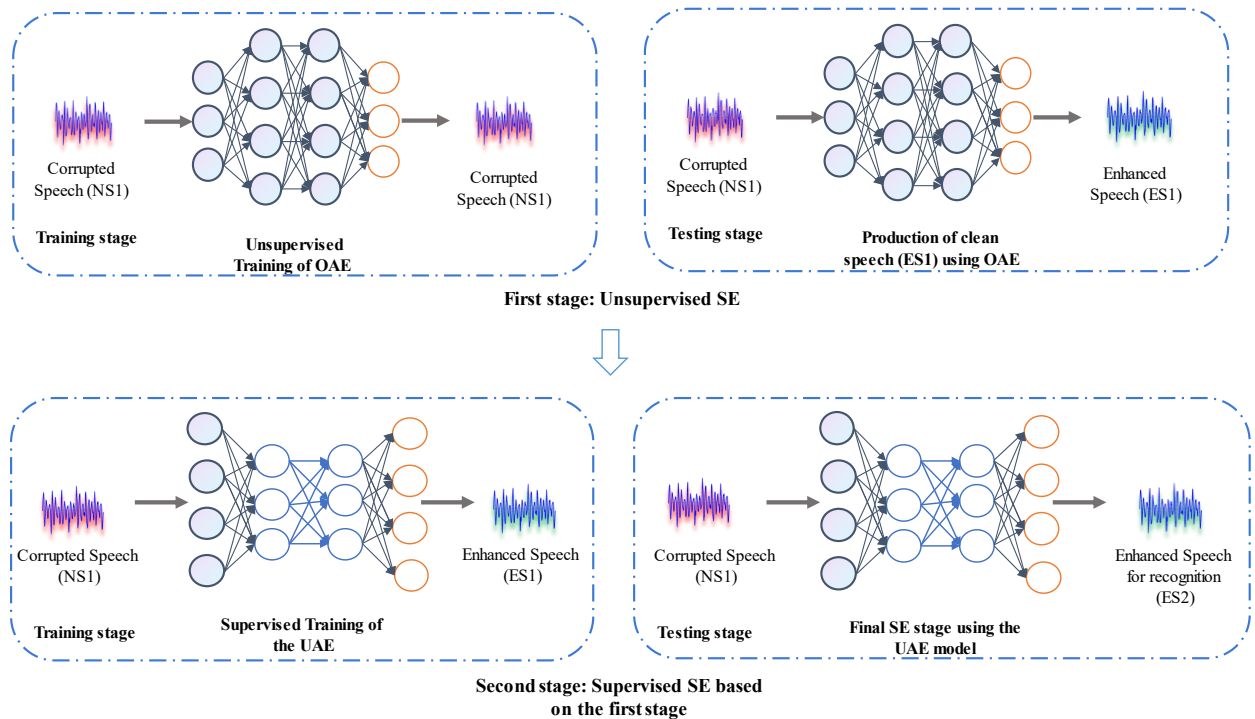 Corrupted
Speech (NS1)
Corrupted
Speech (NS1)
Training stage
Unsupervised
Training of OAE
Corrupted
Speech (NS1)
Enhanced
Speech (ES1)
Testing stage
Production of clean
speech (ES1) using OAE
First stage: Unsupervised SE
Corrupted Speech
(NS1)
Enhanced Speech
(ES1)
Training stage
Supervised Training of
the UAE
Corrupted Speech
(NS1)
Enhanced Speech
for recognition
(ES2)
Testing stage
Final SE stage using the
UAE model
Second stage: Supervised SE based
on the first stage